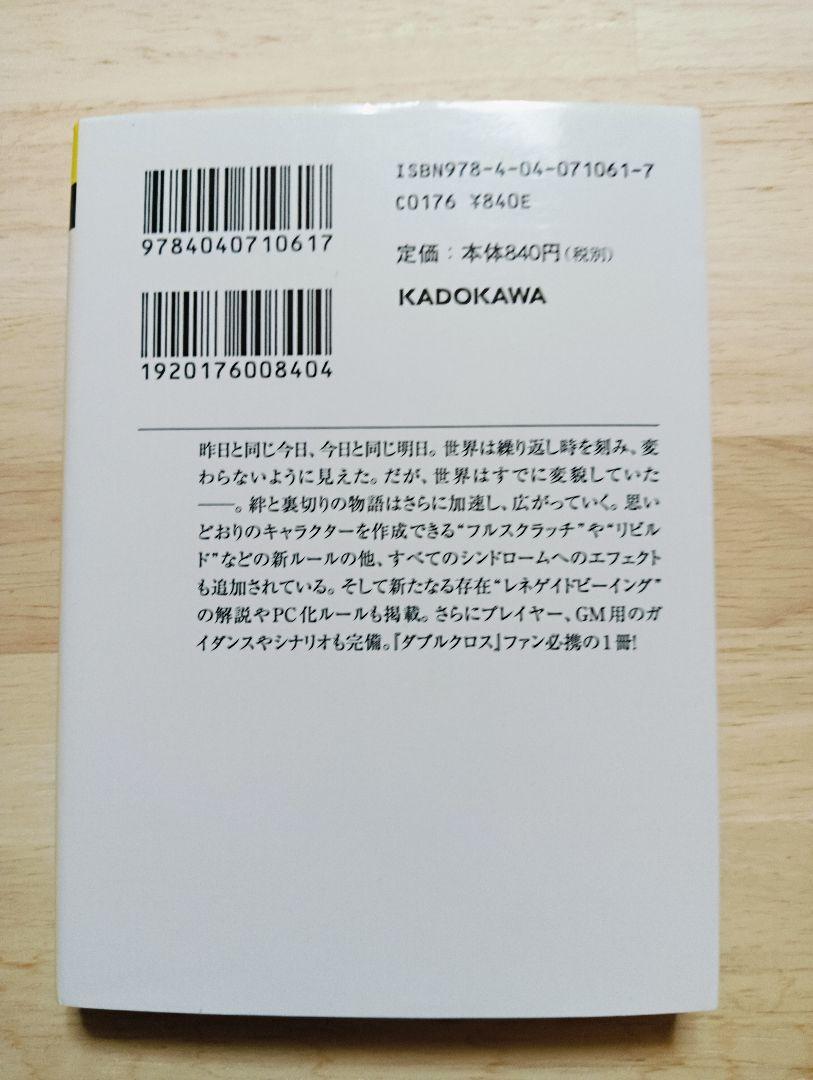 ISBN978-4-04-071061-7
C0176 ¥840E
9784040710617
定価：本体840円（税別）
KADOKAWA
1920176008404
昨日と同じ今日、今日と同じ明日。世界は繰り返し時を刻み、変
わらないように見えた。だが、世界はすでに変貌していた
――。絆と裏切りの物語はさらに加速し、広がっていく。思い
どおりのキャラクターを作成できる“フルスクラッチ”や“リビル
ド”などの新ルールの他、すべてのシンドロームへのエフェクト
も追加されている。そして新たなる存在“レネゲイドビーイング”
の解説やPC化ルールも掲載。さらにプレイヤー、GM用のガ
イダンスやシナリオも完備。『ダブルクロス』ファン必携の1冊！